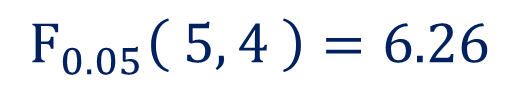 F₀.₀₅( 5,4 ) = 6.26